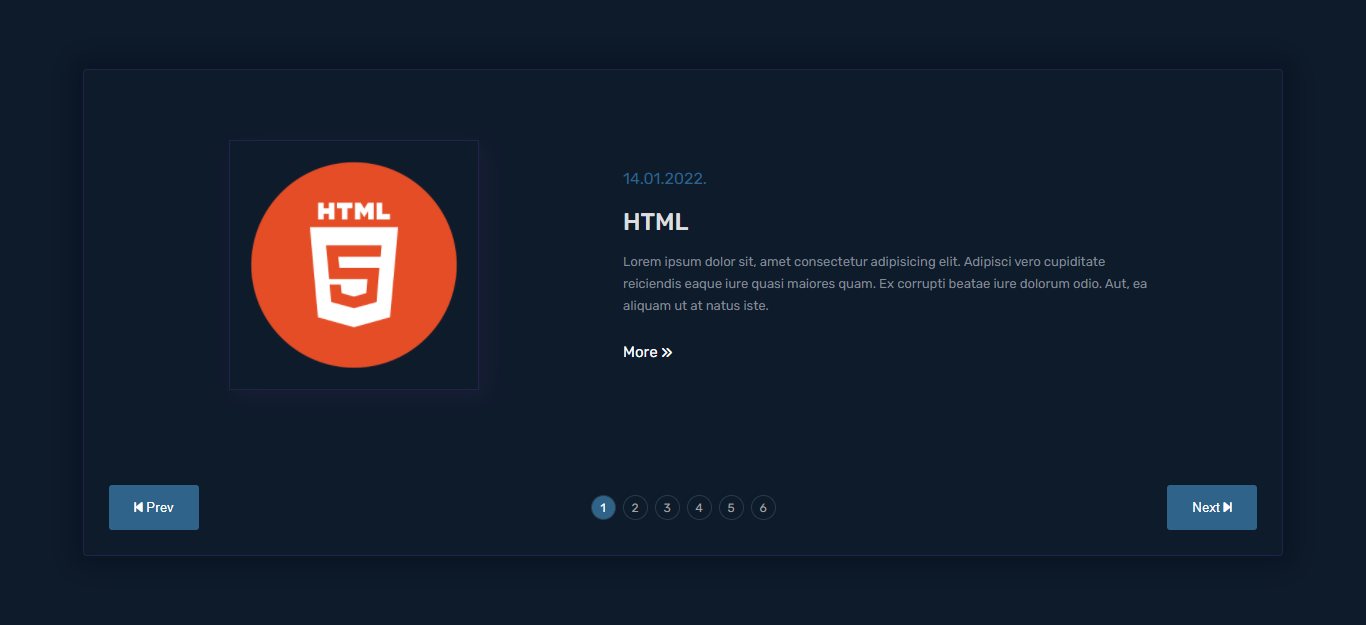 HTML
14.01.2022.
HTML
Lorem ipsum dolor sit, amet consectetur adipisicing elit. Adipisci vero cupiditate
reiciendis eaque iure quasi maiores quam. Ex corrupti beatae iure dolorum odio. Aut, ea
aliquam ut at natus iste.
More »
Prev
1 2 3 4 5 6
Next